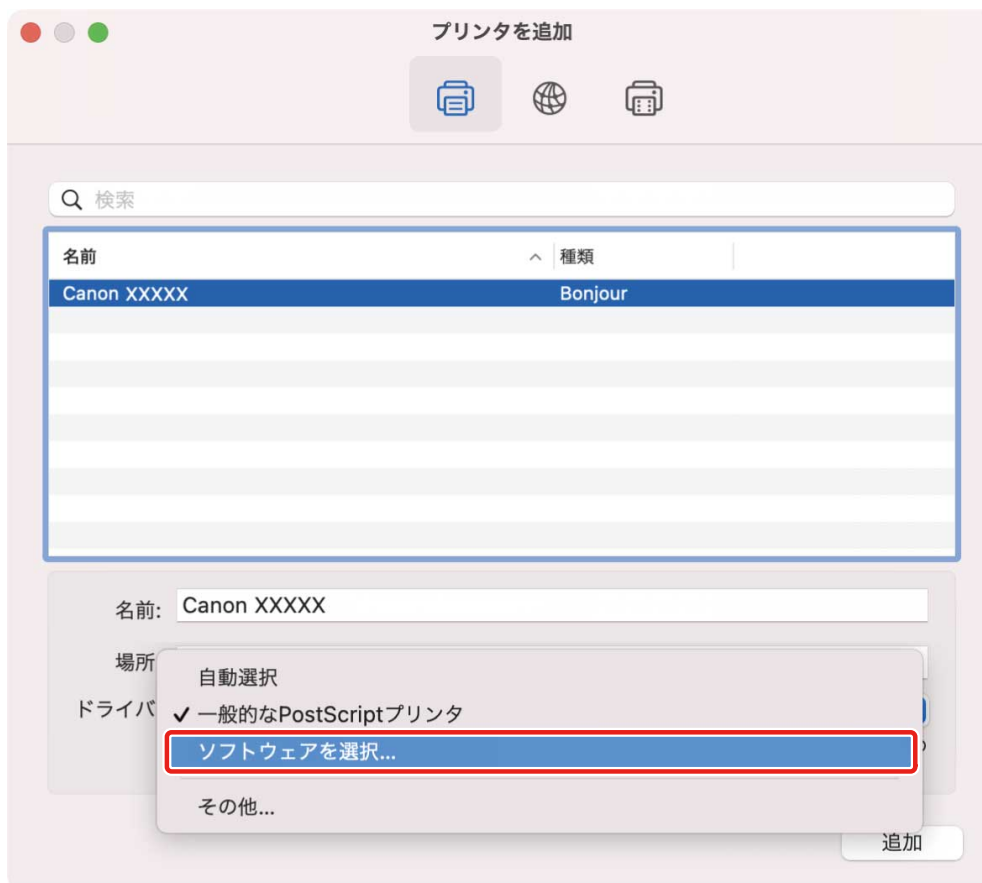 プリンタを追加
検索
名前 種類
Canon XXXXX Bonjour
名前: Canon XXXXX
場所
自動選択
ドライバ
✓ 一般的なPostScriptプリンタ
ソフトウェアを選択...
その他...
追加